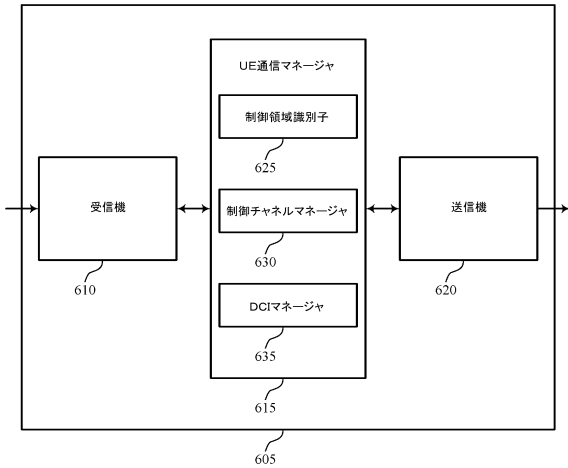 UE通信マネージャ
制御領域識別子
625
受信機
610
制御チャネルマネージャ
630
送信機
620
DCIマネージャ
635
615
605